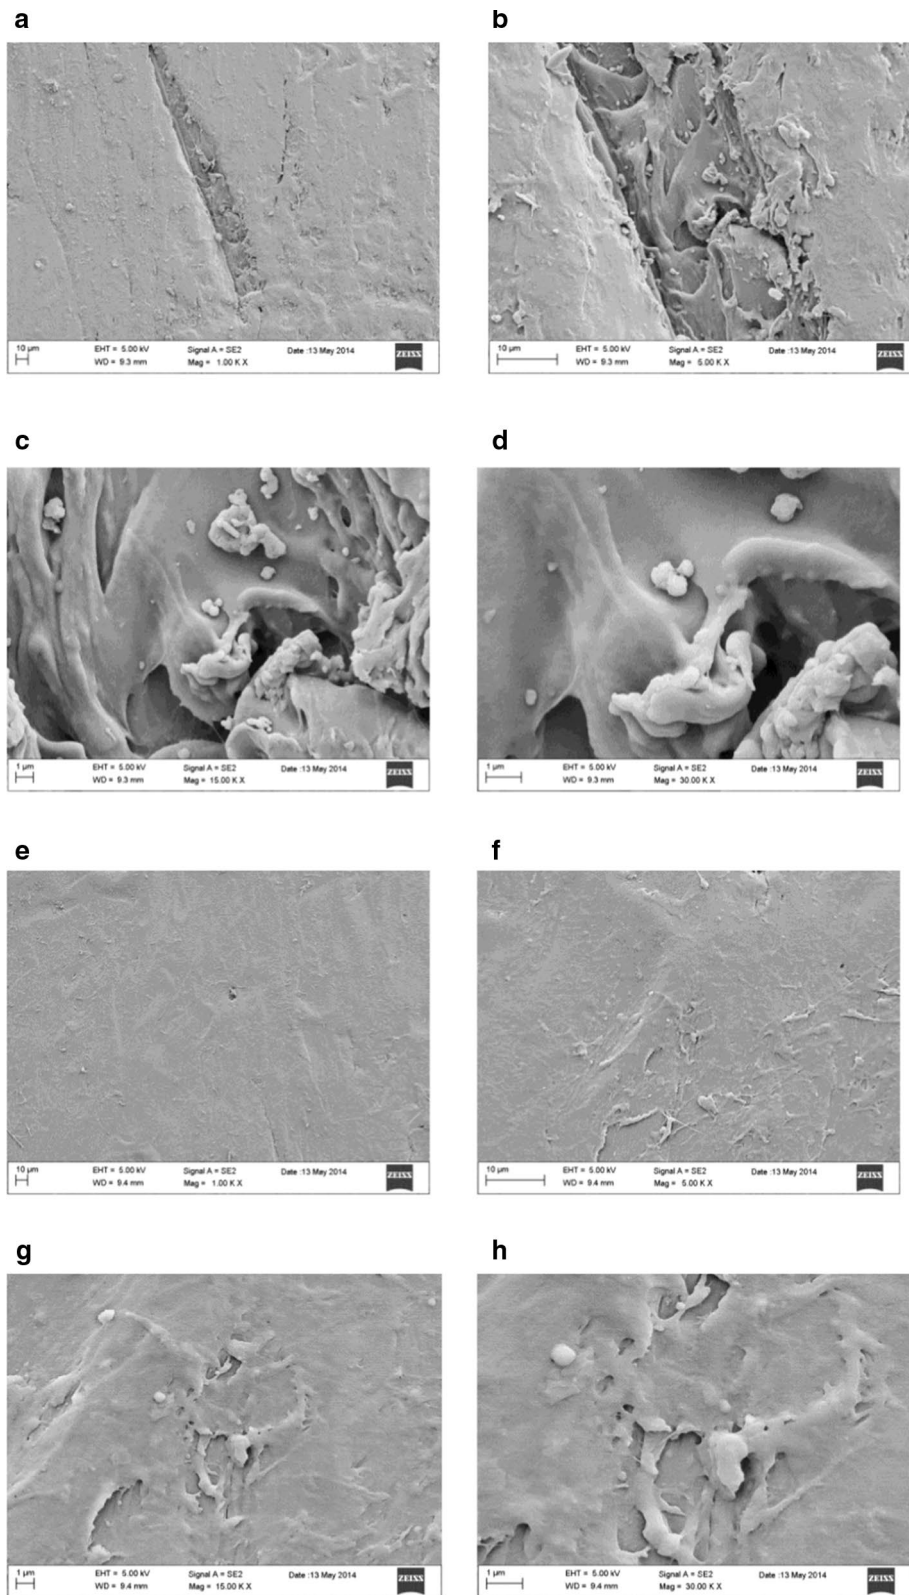 a
b
10 µm EHT = 5.00 kV Signal A = SE2 Date :13 May 2014 ZEISS
WD = 9.3 mm Mag = 1.00 K X
10 µm EHT = 5.00 kV Signal A = SE2 Date :13 May 2014 ZEISS
WD = 9.3 mm Mag = 5.00 K X
c
d
1 µm EHT = 5.00 kV Signal A = SE2 Date :13 May 2014 ZEISS
WD = 9.3 mm Mag = 15.00 K X
1 µm EHT = 5.00 kV Signal A = SE2 Date :13 May 2014 ZEISS
WD = 9.3 mm Mag = 30.00 K X
e
f
10 µm EHT = 5.00 kV Signal A = SE2 Date :13 May 2014 ZEISS
WD = 9.4 mm Mag = 1.00 K X
10 µm EHT = 5.00 kV Signal A = SE2 Date :13 May 2014 ZEISS
WD = 9.4 mm Mag = 5.00 K X
g
h
1 µm EHT = 5.00 kV Signal A = SE2 Date :13 May 2014 ZEISS
WD = 9.4 mm Mag = 15.00 K X
1 µm EHT = 5.00 kV Signal A = SE2 Date :13 May 2014 ZEISS
WD = 9.4 mm Mag = 30.00 K X